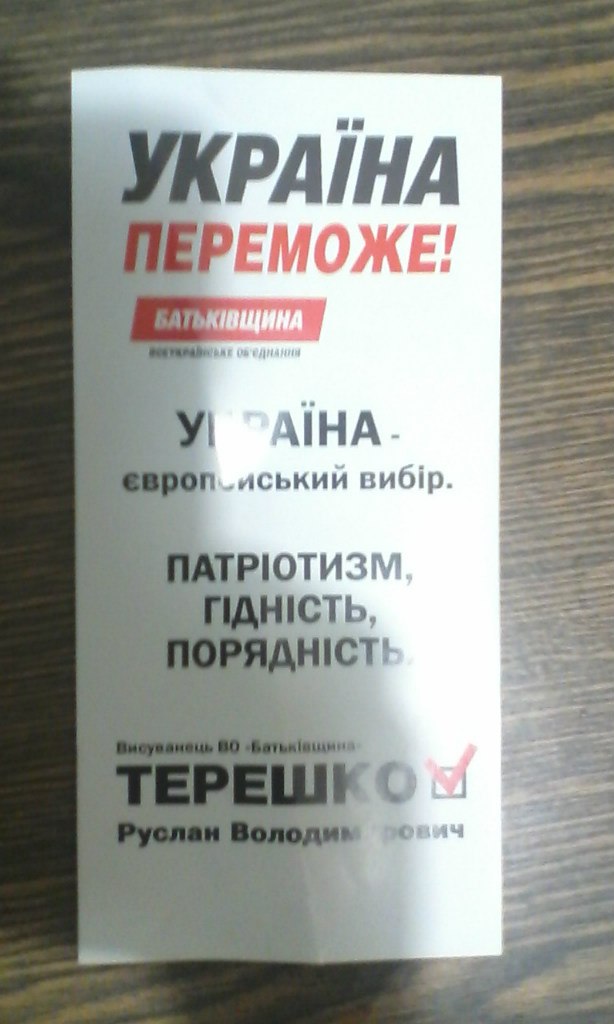 УКРАЇНА
ПЕРЕМОЖЕ!
БАТЬКІВЩИНА
ВСЕУКРАЇНСЬКЕ ОБ'ЄДНАННЯ
УКРАЇНА -
європейський вибір.
ПАТРІОТИЗМ,
ГІДНІСТЬ,
ПОРЯДНІСТЬ.
Висуванець ВО «Батьківщина»
ТЕРЕШКО
Руслан Володимирович